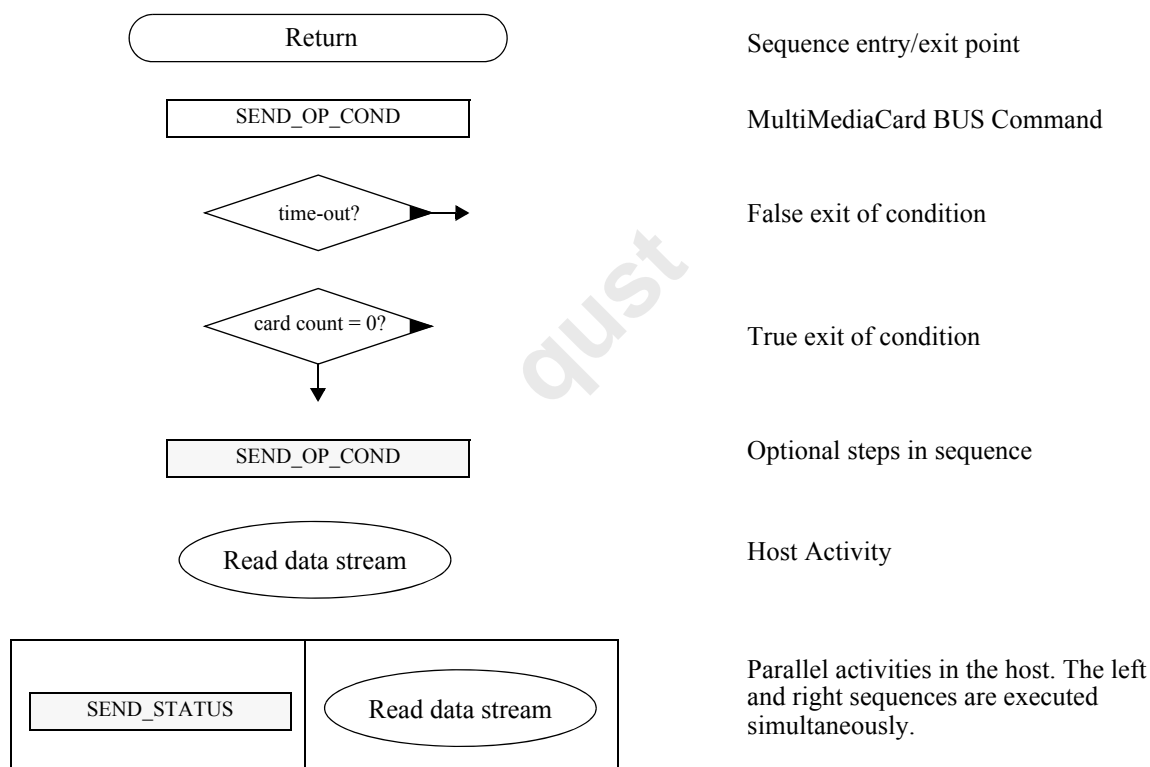 Return
Sequence entry/exit point
SEND_OP_COND
MultiMediaCard BUS Command
time-out?
False exit of condition
card count = 0?
True exit of condition
qust
SEND_OP_COND
Optional steps in sequence
Read data stream
Host Activity
SEND_STATUS
Read data stream
Parallel activities in the host. The left
and right sequences are executed
simultaneously.